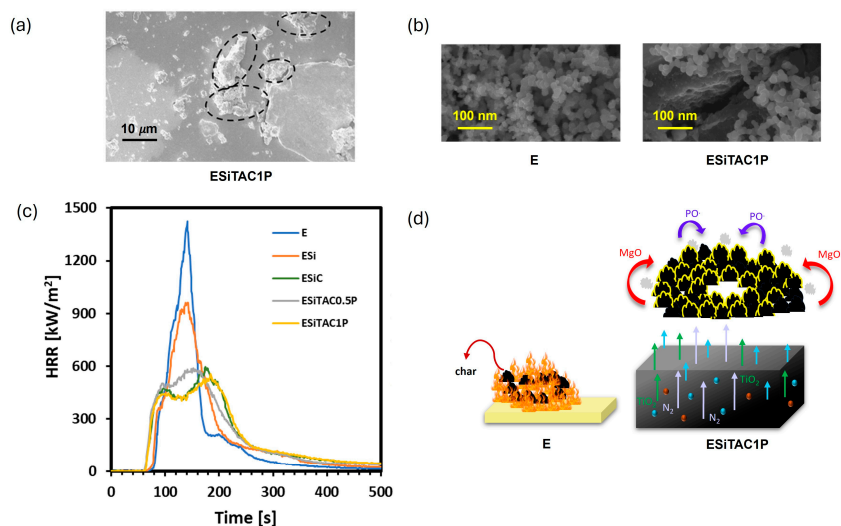 (a)
10 μm
ESiTAC1P
(b)
100 nm
E
100 nm
ESiTAC1P
(c)
HRR [kW/m²]
1500
1200
900
600
300
0
0
100
200
300
400
500
Time [s]
E
ESi
ESiC
ESiTAC0.5P
ESiTAC1P
(d)
PO·
PO·
MgO
MgO
char
E
TiO₂
N₂
N₂
TiO₂
ESiTAC1P